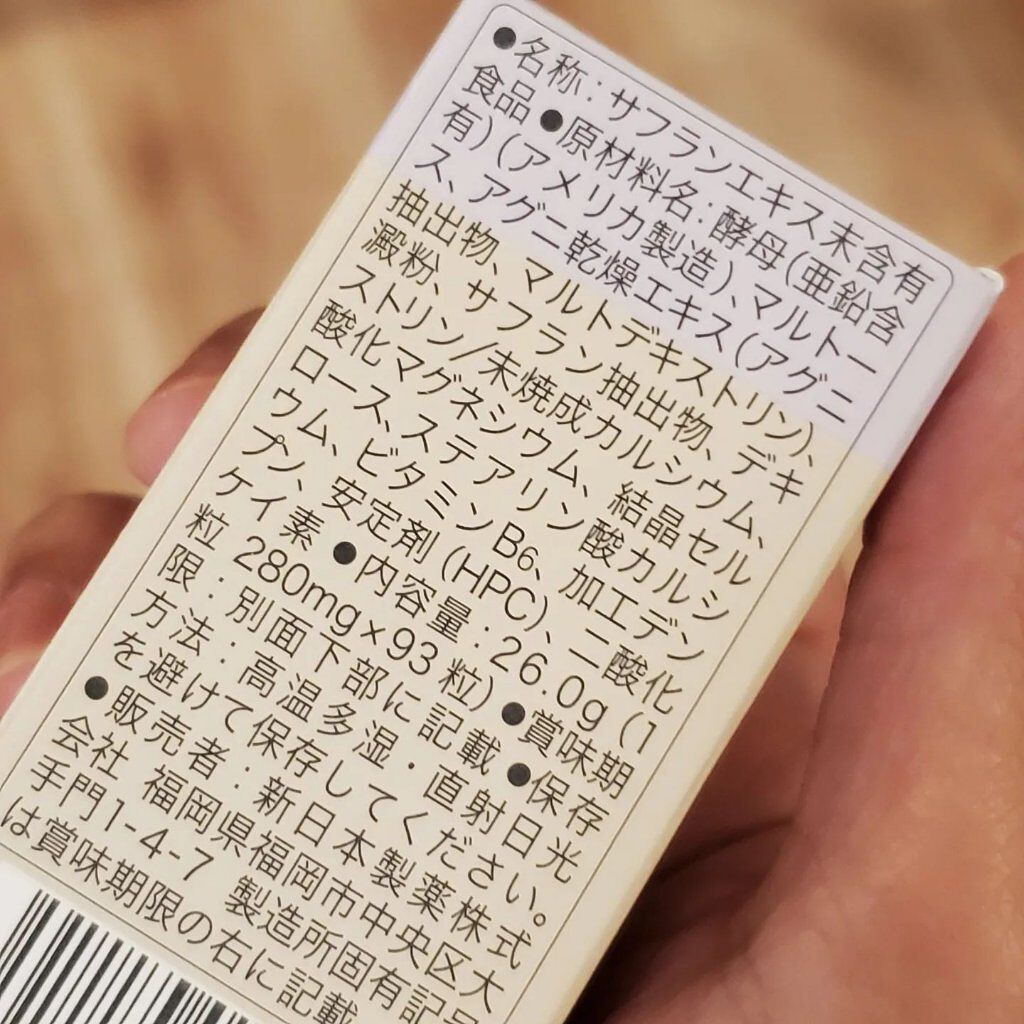 ●名称:サフランエキス末含有
食品●原材料名:酵母(亜鉛含
有)(アメリカ製造)、マルトー
ス、アグニ乾燥エキス(アグニ
抽出物、マルトデキストリン)、
澱粉、サフラン抽出物、デキ
ストリン/未焼成カルシウム、
酸化マグネシウム、結晶セル
ロース、ステアリン酸カルシ
ウム、ビタミンB6、加工デン
プン、安定剤(HPC)、二酸化
ケイ素 ●内容量:26.0g(1
粒 280mg×93粒)●賞味期
限:別面下部に記載●保存
方法:高温多湿・直射日光
を避けて保存してください。
●販売者:新日本製薬株式
会社 福岡県福岡市中央区大
手門1-4-7 製造所固有記号
は賞味期限の右に記載